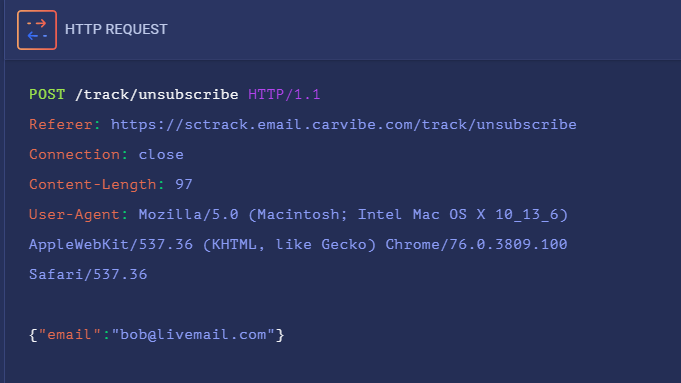 HTTP REQUEST
POST /track/unsubscribe HTTP/1.1
Referer: https://sctrack.email.carvibe.com/track/unsubscribe
Connection: close
Content-Length: 97
User-Agent: Mozilla/5.0 (Macintosh; Intel Mac OS X 10_13_6)
AppleWebKit/537.36 (KHTML, like Gecko) Chrome/76.0.3809.100
Safari/537.36
{"email":"bob@livemail.com"}